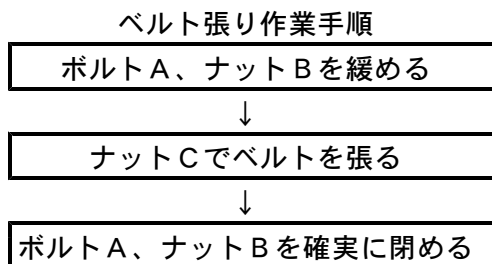 ベルト張り作業手順
ボルトA、ナットBを緩める
↓
ナットCでベルトを張る
↓
ボルトA、ナットBを確実に閉める